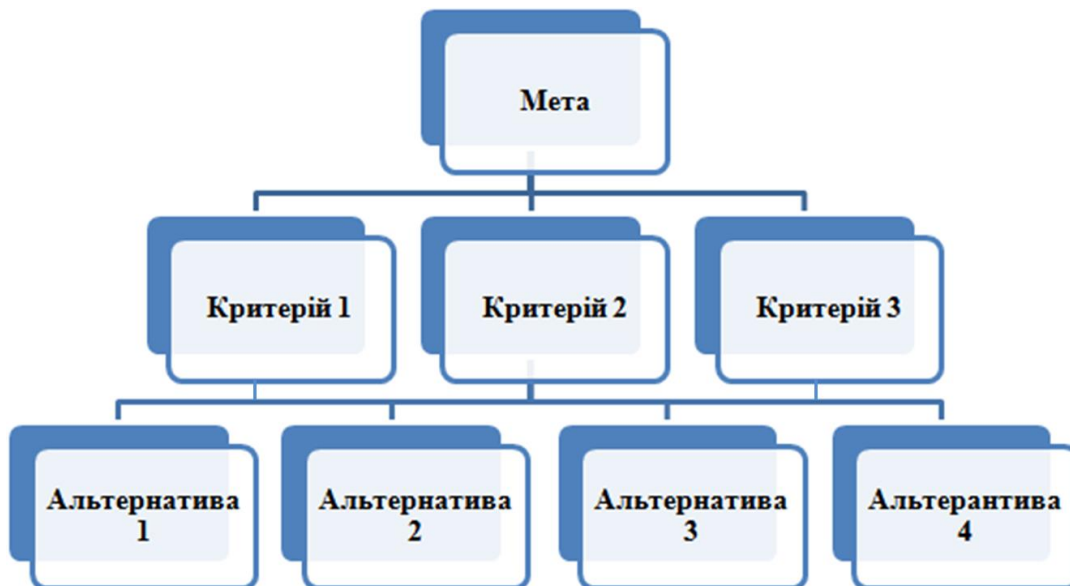 Мета
Критерій 1
Критерій 2
Критерій 3
Альтернатива
1
Альтернатива
2
Альтернатива
3
Альтерантива
4